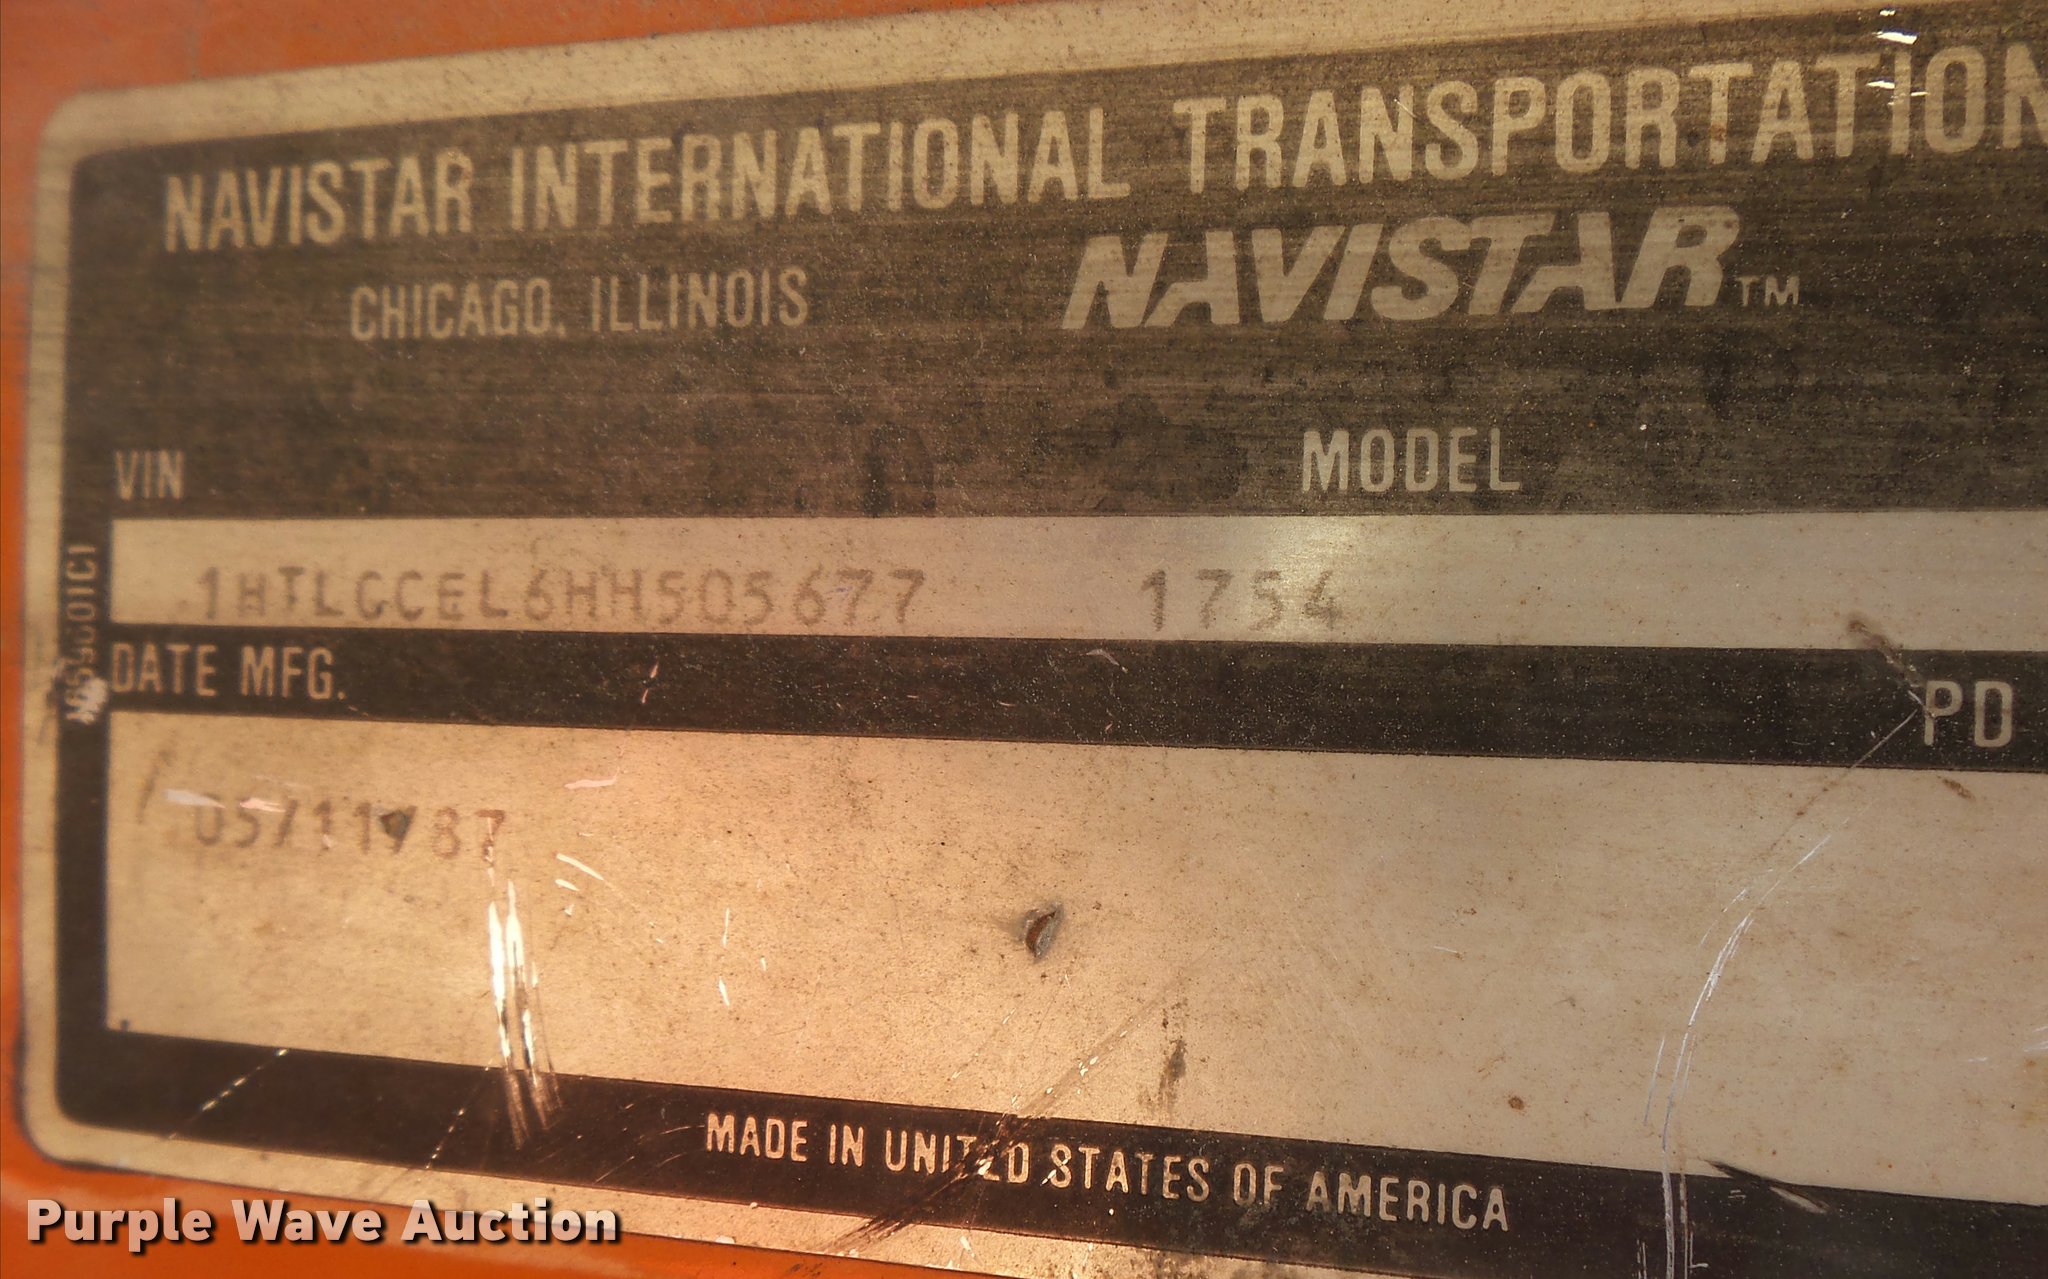 NAVISTAR INTERNATIONAL TRANSPORTATION
CHICAGO, ILLINOIS
NAVISTAR™
VIN
MODEL
1HTLCCEL6HH505677
1754
DATE MFG.
PD
05/11/87
MADE IN UNITED STATES OF AMERICA
Purple Wave Auction